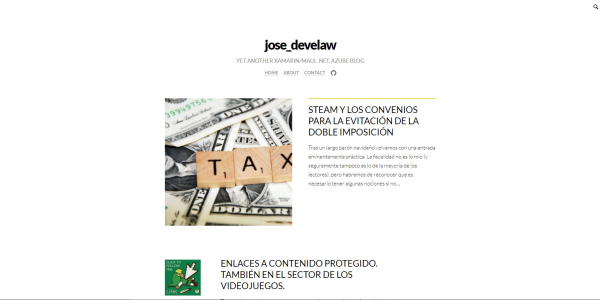 jose_develaw
YET ANOTHER XAMARIN/MAUI, .NET, AZURE BLOG
HOME ABOUT CONTACT
STEAM Y LOS CONVENIOS
PARA LA EVITACIÓN DE LA
DOBLE IMPOSICIÓN
Tras un largo parón navideño volvemos con una entrada
eminentemente práctica. La fiscalidad no es lo mío (y
seguramente tampoco es lo de la mayoría de los
lectores), pero habremos de reconocer que es
necesario tener algunas nociones si no...
T A X
ENLACES A CONTENIDO PROTEGIDO.
TAMBIÉN EN EL SECTOR DE LOS
VIDEOJUEGOS.